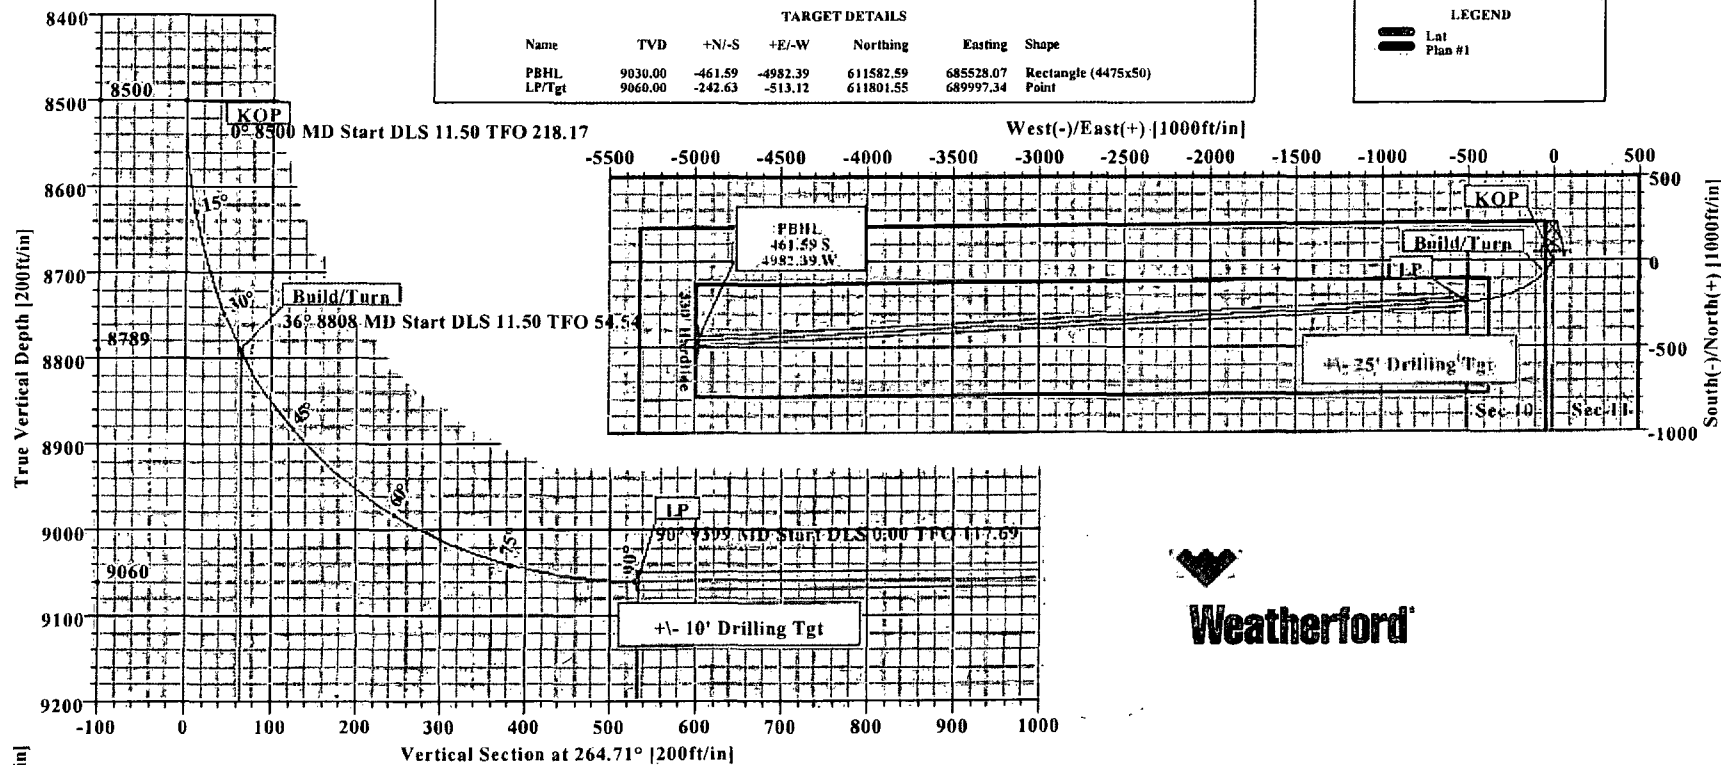 TARGET DETAILS
Name TVD +N/-S +E/-W Northing Easting Shape
PBHL 9030.00 -461.59 -4982.39 611582.59 685528.07 Rectangle (4475x50)
LP/Tgt 9060.00 -242.63 -513.12 611801.55 689997.34 Point
LEGEND
Lat
Plan #1
8400
8500
8600
8700
8800
8900
9000
9100
9200
True Vertical Depth [200ft/in]
8500
KOP
0° 8500 MD Start DLS 11.50 TFO 218.17
15°
30°
Build/Turn
36° 8808 MD Start DLS 11.50 TFO 54.54
8789
45°
60°
75°
90°
LP
90° 9399 MD Start DLS 0.00 TFO 117.69
9060
+\- 10' Drilling Tgt
-100 0 100 200 300 400 500 600 700 800 900 1000
Vertical Section at 264.71° [200ft/in]
in]
West(-)/East(+) [1000ft/in]
-5500 -5000 -4500 -4000 -3500 -3000 -2500 -2000 -1500 -1000 -500 0 500
500
0
-500
-1000
South(-)/North(+) [1000ft/in]
KOP
Build/Turn
LP
PBHL
461.59 S
4982.39 W
330' Hardline
+\- 25' Drilling Tgt
Sec-10
Sec-11
Weatherford